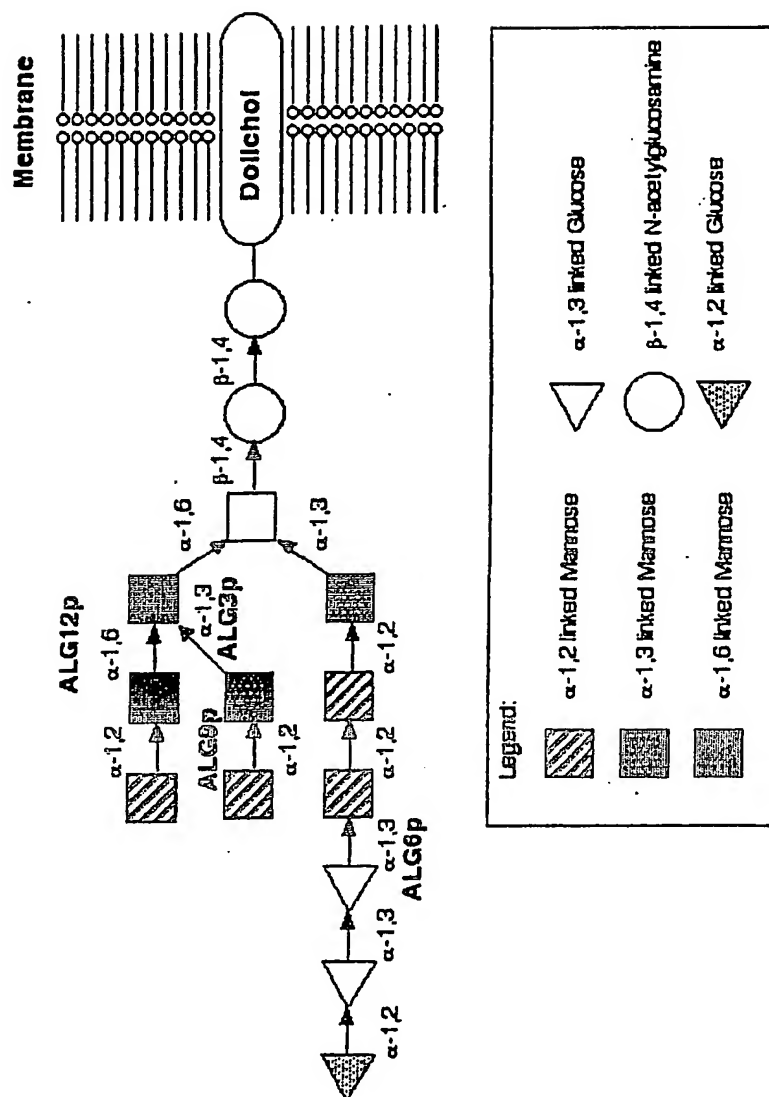 Membrane
ALG12p
α-1,2
α-1,6
α-1,6
α-1,3
ALG3p
ALG9p
α-1,2
β-1,4
β-1,4
Dolichol
α-1,3
α-1,2
α-1,2
α-1,3
ALG6p
α-1,3
α-1,2
Legend:
α-1,2 linked Mannose
α-1,3 linked Glucose
α-1,3 linked Mannose
β-1,4 linked N-acetylglucosamine
α-1,6 linked Mannose
α-1,2 linked Glucose